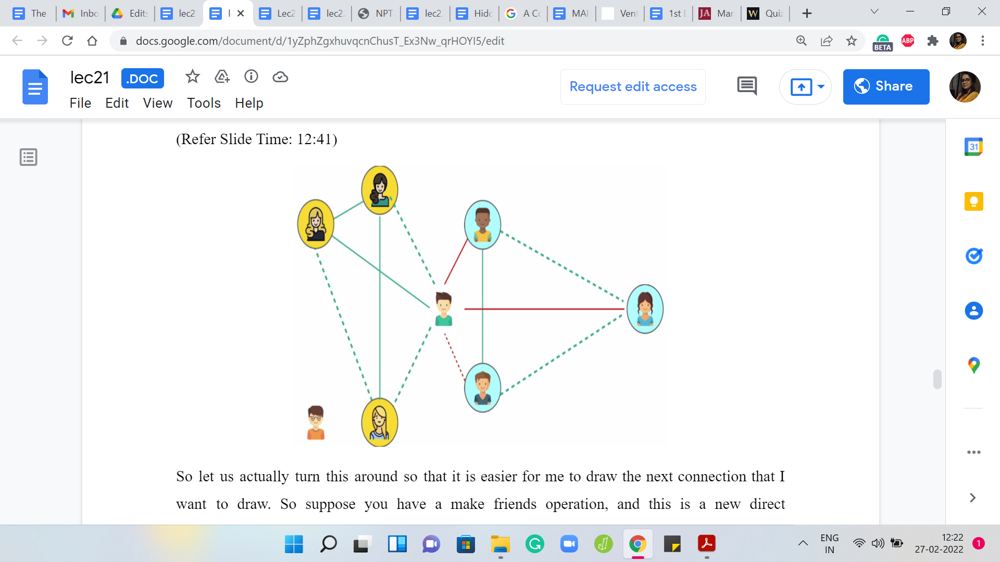 The
Inbo
Edits
lec2
l
Lec2
lec2
NPT
lec2
Hidd
A Co
MAI
Vent
1st
JA
Mar
W
Quiz
docs.google.com/document/d/1yZphZgxhuvqcnChusT_Ex3Nw_qrHOYI5/edit
BETA
ABP
lec21
.DOC
Request edit access
Share
File Edit View Tools Help
31
(Refer Slide Time: 12:41)
So let us actually turn this around so that it is easier for me to draw the next connection that I
want to draw. So suppose you have a make friends operation, and this is a new direct
ENG
IN
12:22
27-02-2022
1